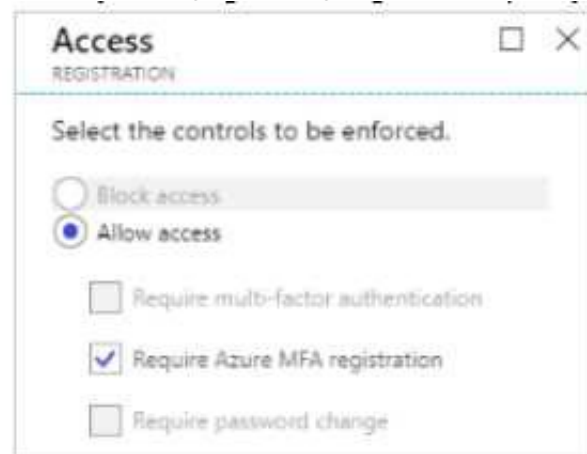 Access
REGISTRATION
Select the controls to be enforced.
Block access
Allow access
Require multi-factor authentication
Require Azure MFA registration
Require password change